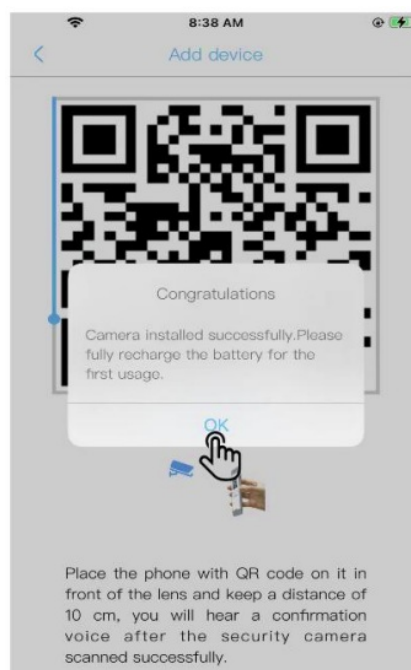 8:38 AM
Add device
Congratulations
Camera installed successfully.Please
fully recharge the battery for the
first usage.
OK
Place the phone with QR code on it in
front of the lens and keep a distance of
10 cm, you will hear a confirmation
voice after the security camera
scanned successfully.